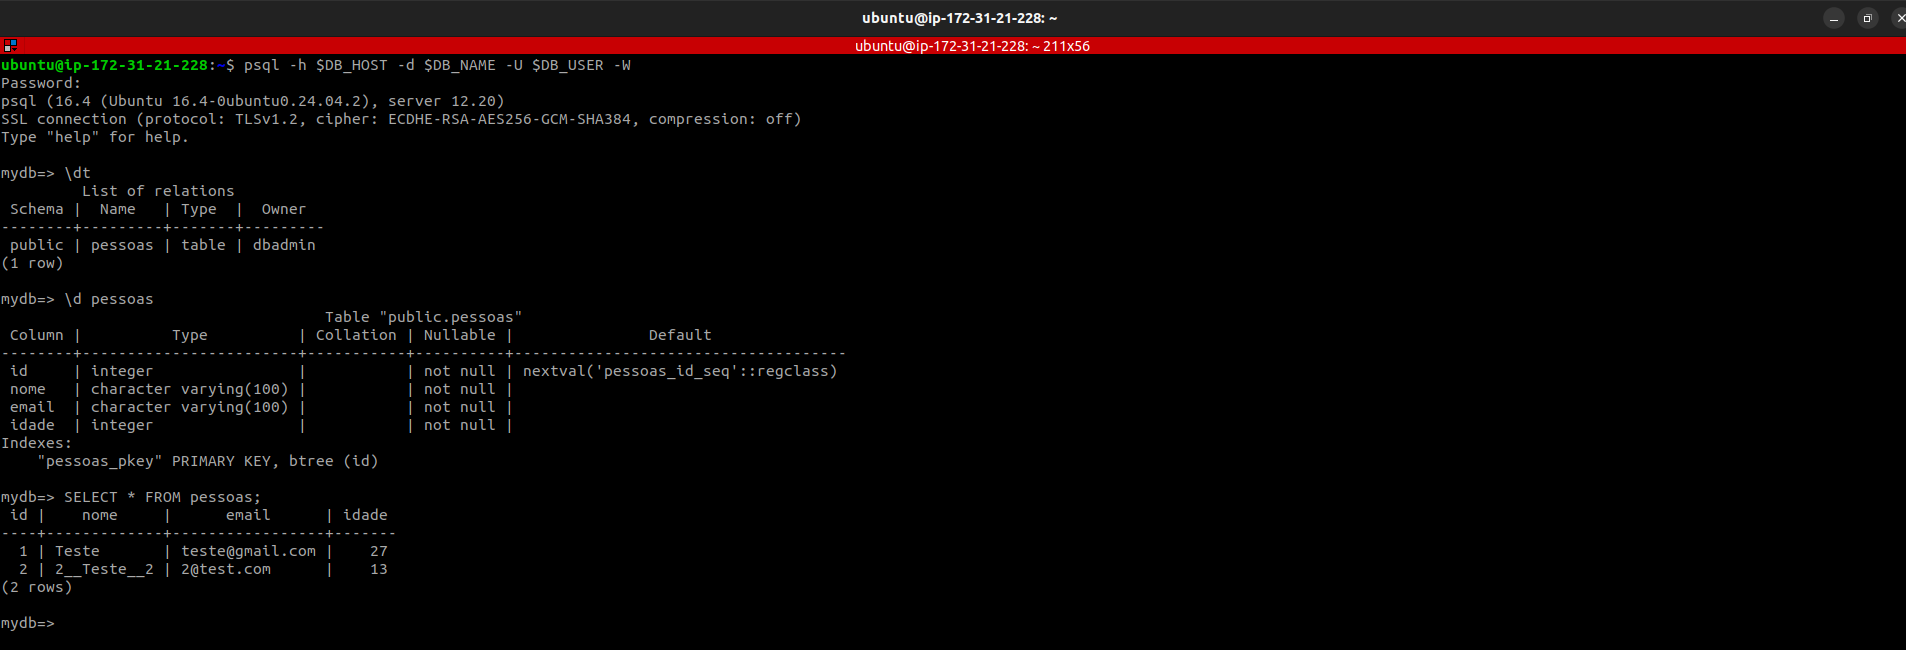 ubuntu@ip-172-31-21-228: ~
ubuntu@ip-172-31-21-228: ~ 211x56
ubuntu@ip-172-31-21-228:~$ psql -h $DB_HOST -d $DB_NAME -U $DB_USER -W
Password:
psql (16.4 (Ubuntu 16.4-0ubuntu0.24.04.2), server 12.20)
SSL connection (protocol: TLSv1.2, cipher: ECDHE-RSA-AES256-GCM-SHA384, compression: off)
Type "help" for help.

mydb=> \dt
         List of relations
 Schema |  Name   | Type  |  Owner
--------+---------+-------+---------
 public | pessoas | table | dbadmin
(1 row)

mydb=> \d pessoas
                                    Table "public.pessoas"
 Column |          Type          | Collation | Nullable |               Default
--------+------------------------+-----------+----------+-------------------------------------
 id     | integer                |           | not null | nextval('pessoas_id_seq'::regclass)
 nome   | character varying(100) |           | not null |
 email  | character varying(100) |           | not null |
 idade  | integer                |           | not null |
Indexes:
    "pessoas_pkey" PRIMARY KEY, btree (id)

mydb=> SELECT * FROM pessoas;
 id |    nome     |      email      | idade
----+-------------+-----------------+-------
  1 | Teste       | teste@gmail.com |    27
  2 | 2__Teste__2 | 2@test.com      |    13
(2 rows)

mydb=>